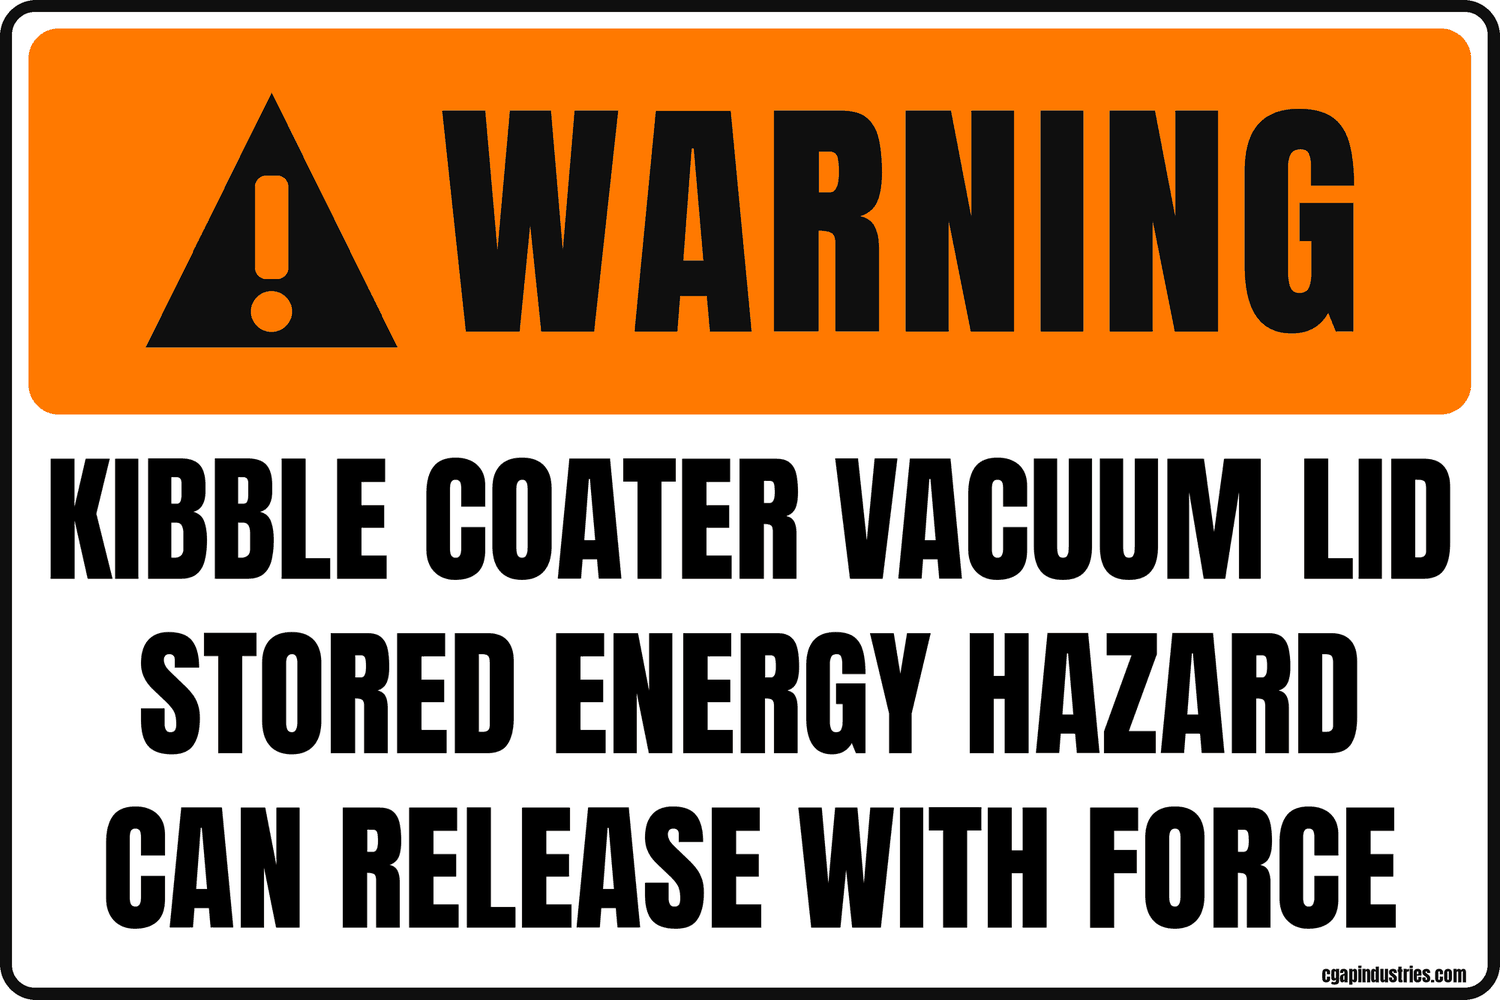 WARNING
KIBBLE COATER VACUUM LID
STORED ENERGY HAZARD
CAN RELEASE WITH FORCE
cgapindustries.com